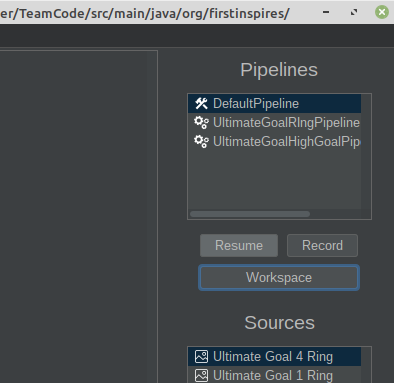 er/TeamCode/src/main/java/org/firstinspires/
Pipelines
DefaultPipeline
UltimateGoalRIngPipeline
UltimateGoalHighGoalPip
Resume Record
Workspace
Sources
Ultimate Goal 4 Ring
Ultimate Goal 1 Ring